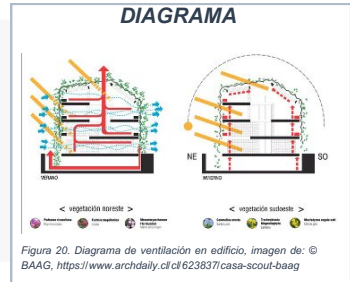 DIAGRAMA
NE
SO
VERANO
INVIERNO
< vegetación noreste >
< vegetación sudoeste >
Figura 20. Diagrama de ventilación en edificio, imagen de: ©
BAAG, https://www.archdaily.cl/cl/623837/casa-scout-baag